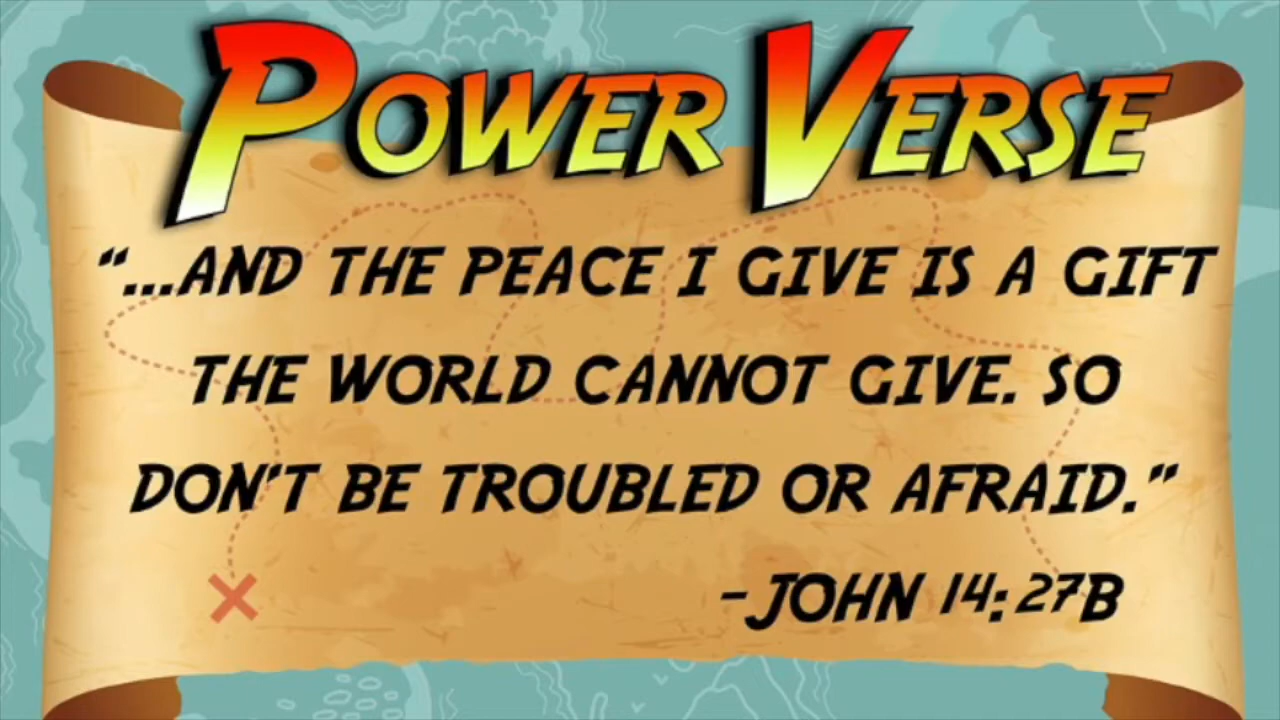 POWER VERSE
"...AND THE PEACE I GIVE IS A GIFT
THE WORLD CANNOT GIVE. SO
DON'T BE TROUBLED OR AFRAID."
-JOHN 14:27B